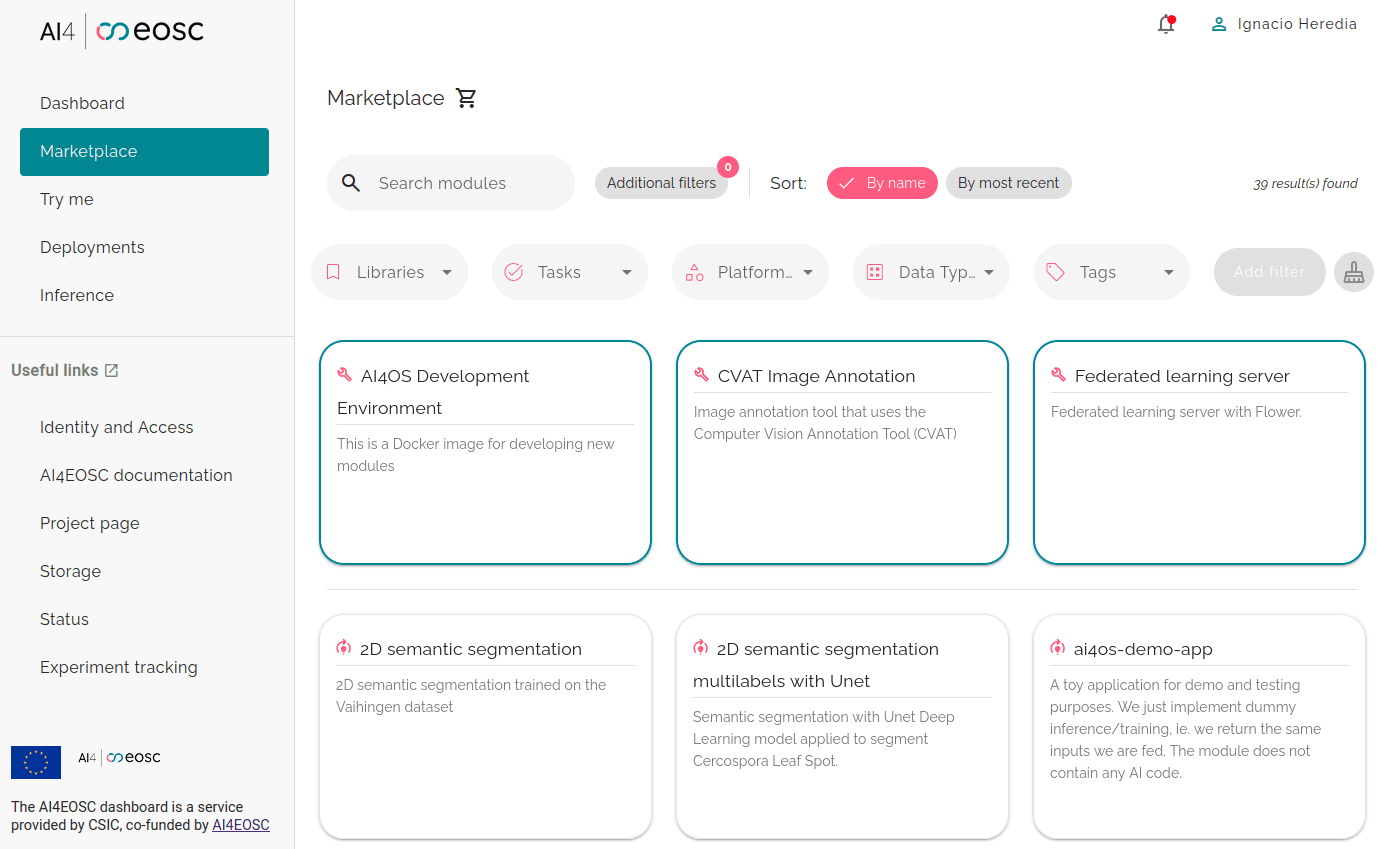 AI4 eosc
Dashboard
Marketplace
Try me
Deployments
Inference
Useful links
Identity and Access
AI4EOSC documentation
Project page
Storage
Status
Experiment tracking
AI4 eosc
The AI4EOSC dashboard is a service
provided by CSIC, co-funded by AI4EOSC
Ignacio Heredia
Marketplace
Search modules
Additional filters
0
Sort:
By name
By most recent
39 result(s) found
Libraries
Tasks
Platform…
Data Typ…
Tags
Add filter
AI4OS Development
Environment
This is a Docker image for developing new
modules
CVAT Image Annotation
Image annotation tool that uses the
Computer Vision Annotation Tool (CVAT)
Federated learning server
Federated learning server with Flower.
2D semantic segmentation
2D semantic segmentation trained on the
Vaihingen dataset
2D semantic segmentation
multilabels with Unet
Semantic segmentation with Unet Deep
Learning model applied to segment
Cercospora Leaf Spot.
ai4os-demo-app
A toy application for demo and testing
purposes. We just implement dummy
inference/training, ie. we return the same
inputs we are fed. The module does not
contain any AI code.